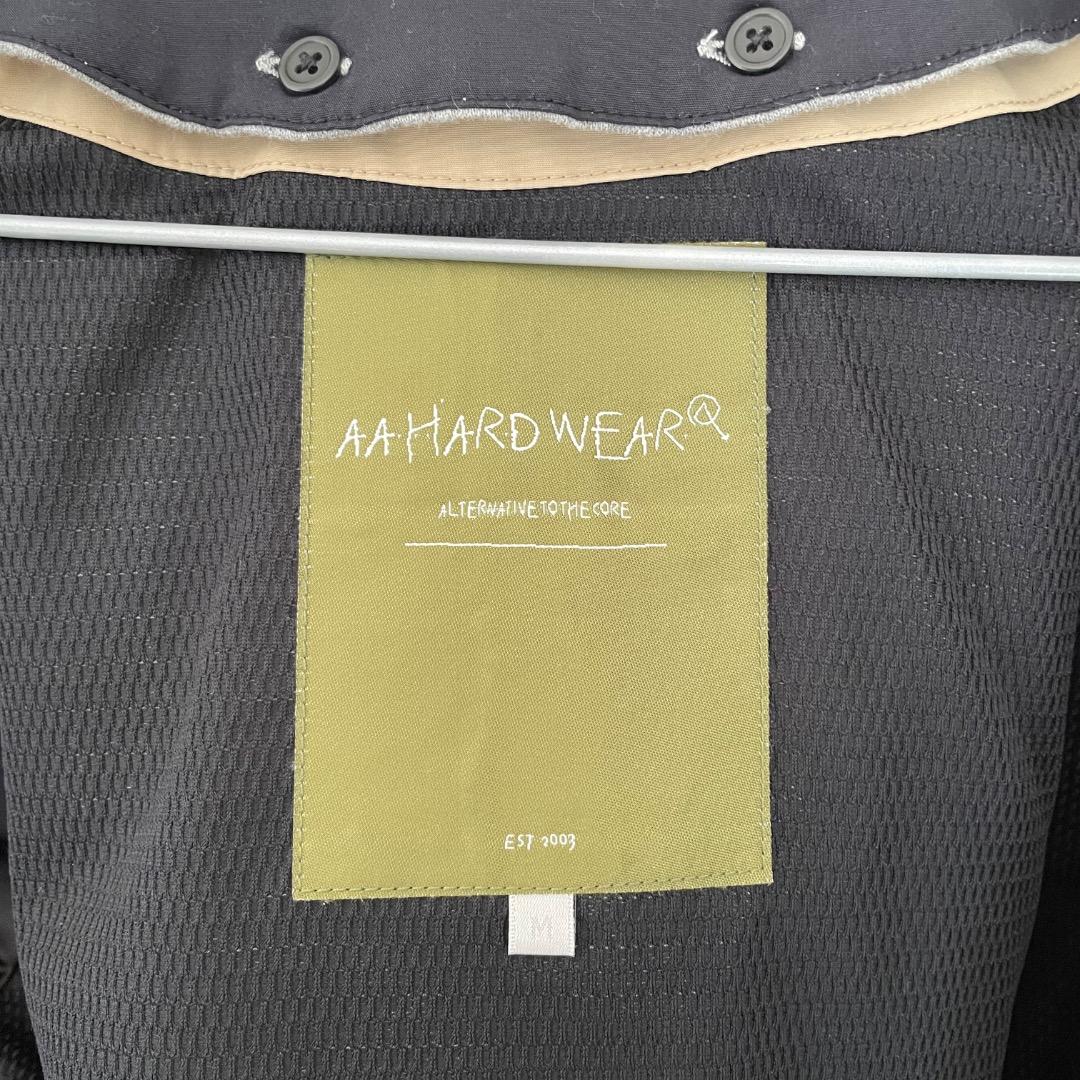 AA HARD WEAR
ALTERNATIVE TO THE CORE
EST 2003
M